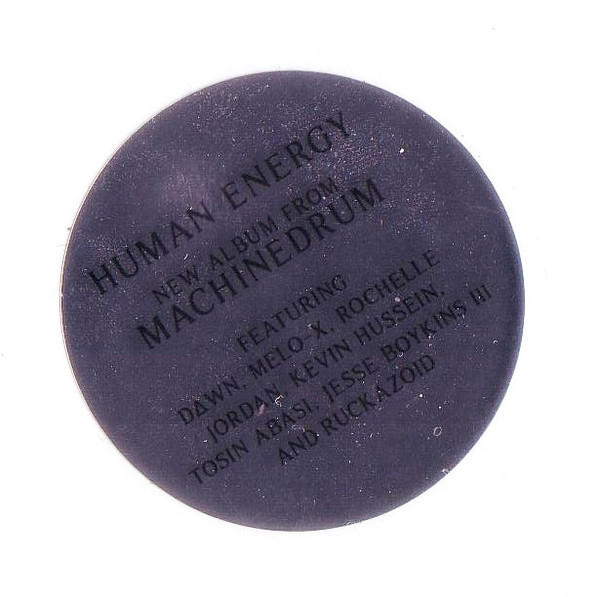 HUMAN ENERGY
NEW ALBUM FROM
MACHINEDRUM
FEATURING
DΔWN, MELO-X, ROCHELLE
JORDAN, KEVIN HUSSEIN,
TOSIN ABASI, JESSE BOYKINS III
AND RUCKAZOID